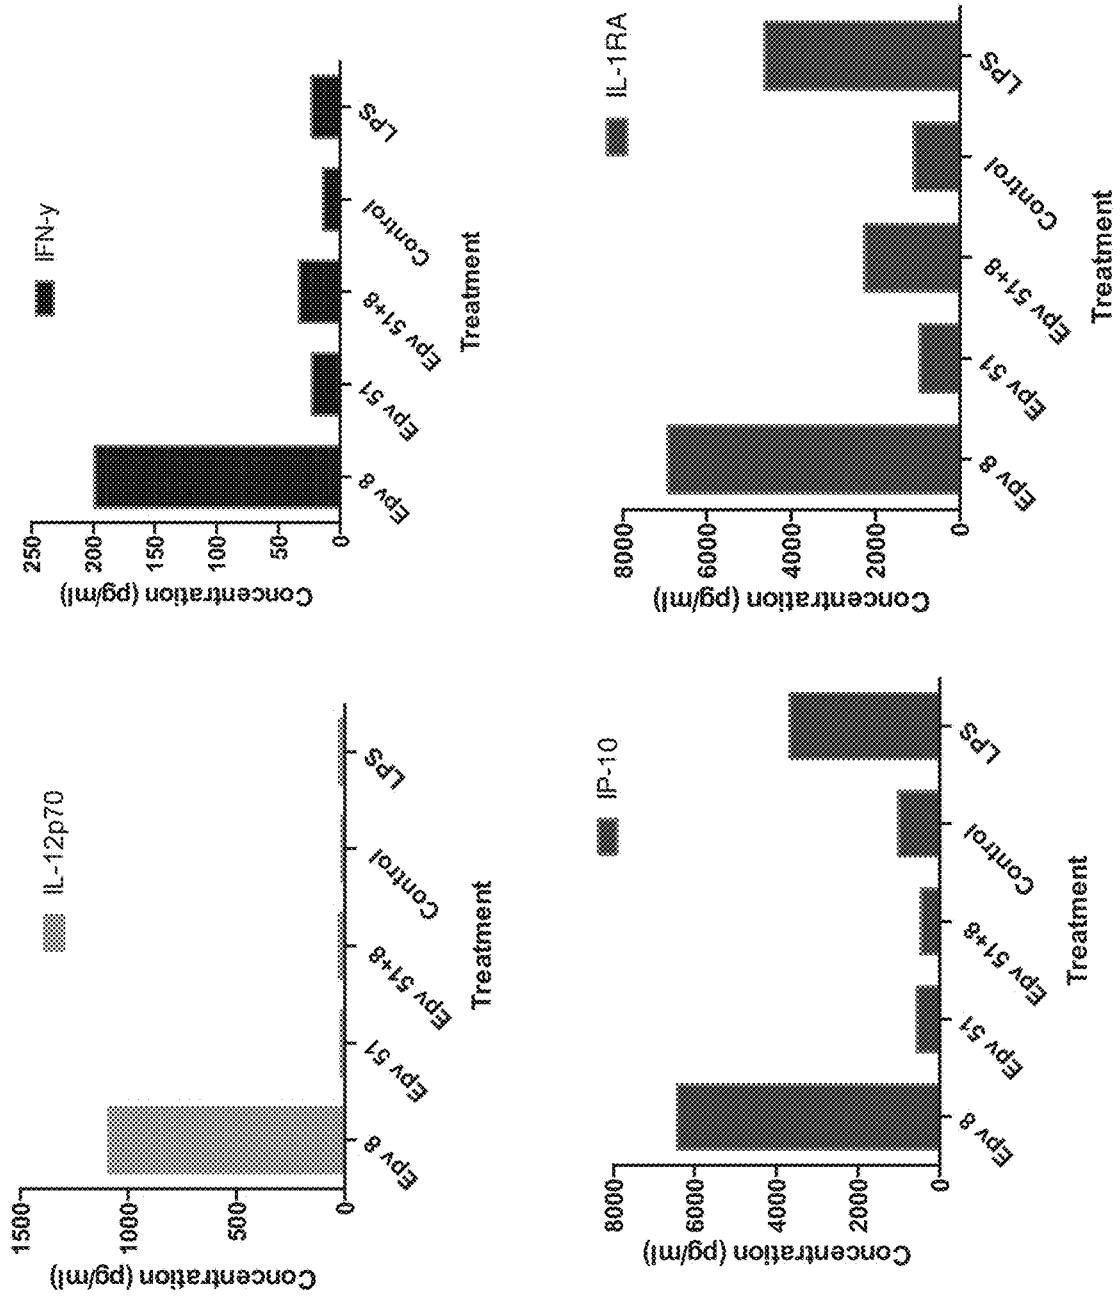 IL-12p70
Concentration (pg/ml)
1500
1000
500
0
Epv 8
Epv 51
Epv 51+8
Control
LPS
Treatment
IFN-y
Concentration (pg/ml)
250
200
150
100
50
0
Epv 8
Epv 51
Epv 51+8
Control
LPS
Treatment
IP-10
Concentration (pg/ml)
8000
6000
4000
2000
0
Epv 8
Epv 51
Epv 51+8
Control
LPS
Treatment
IL-1RA
Concentration (pg/ml)
8000
6000
4000
2000
0
Epv 8
Epv 51
Epv 51+8
Control
LPS
Treatment